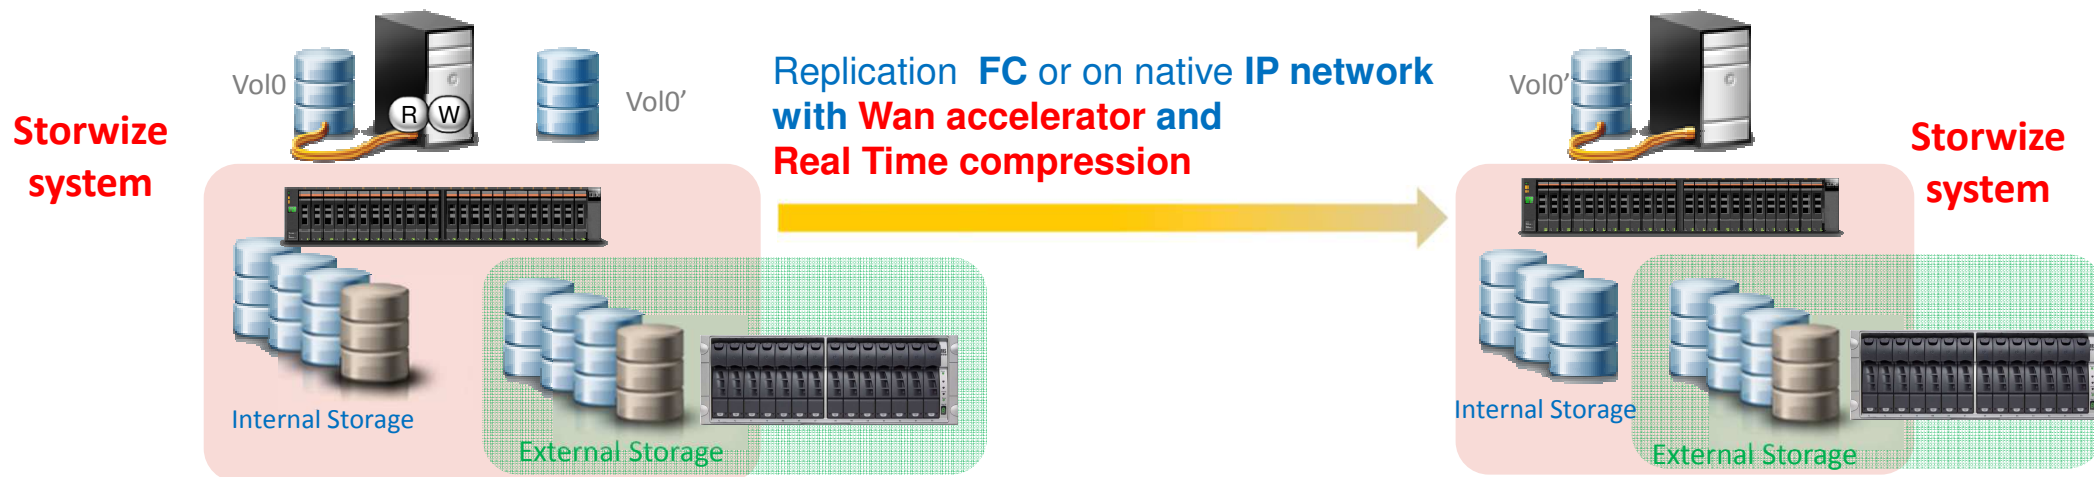 Storwize
system
Vol0
R W
Vol0'
Replication FC or on native IP network
with Wan accelerator and
Real Time compression
Internal Storage
External Storage
Vol0'
Storwize
system
Internal Storage
External Storage